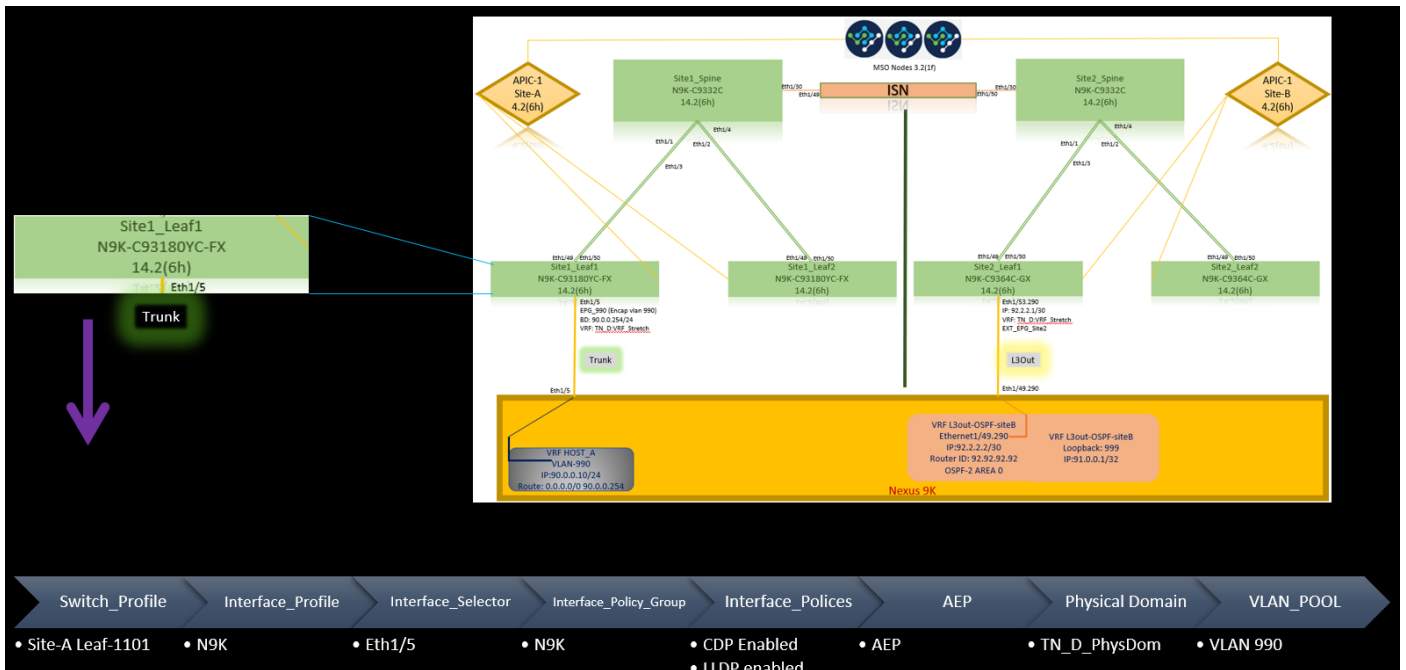 MSO Nodes 3.2(1f)
APIC-1
Site-A
4.2(6h)
Site1_Spine
N9K-C9332C
14.2(6h)
Eth1/30
Eth1/49
ISN
Eth1/50
Eth1/30
Site2_Spine
N9K-C9332C
14.2(6h)
APIC-1
Site-B
4.2(6h)
Eth1/1
Eth1/4
Eth1/2
Eth1/3
Eth1/1
Eth1/4
Eth1/2
Eth1/3
Site1_Leaf1
N9K-C93180YC-FX
14.2(6h)
Eth1/5
Trunk
Eth1/49 Eth1/50
Site1_Leaf1
N9K-C93180YC-FX
14.2(6h)
Eth1/49 Eth1/50
Site1_Leaf2
N9K-C93180YC-FX
14.2(6h)
Eth1/49 Eth1/50
Site2_Leaf1
N9K-C9364C-GX
14.2(6h)
Eth1/49 Eth1/50
Site2_Leaf2
N9K-C9364C-GX
14.2(6h)
Eth1/5
EPG_990 (Encap vlan 990)
BD: 90.0.0.254/24
VRF: TN_D:VRF_Stretch
Trunk
Eth1/5
Eth1/53.290
IP: 92.2.2.1/30
VRF: TN_D:VRF_Stretch
EXT_EPG_Site2
L3Out
Eth1/49.290
VRF HOST_A
VLAN-990
IP:90.0.0.10/24
Route: 0.0.0.0/0 90.0.0.254
VRF L3out-OSPF-siteB
Ethernet1/49.290
IP:92.2.2.2/30
Router ID: 92.92.92.92
OSPF-2 AREA 0
VRF L3out-OSPF-siteB
Loopback: 999
IP:91.0.0.1/32
Nexus 9K
Switch_Profile
Interface_Profile
Interface_Selector
Interface_Policy_Group
Interface_Polices
AEP
Physical Domain
VLAN_POOL
• Site-A Leaf-1101
• N9K
• Eth1/5
• N9K
• CDP Enabled
• LLDP enabled
• AEP
• TN_D_PhysDom
• VLAN 990